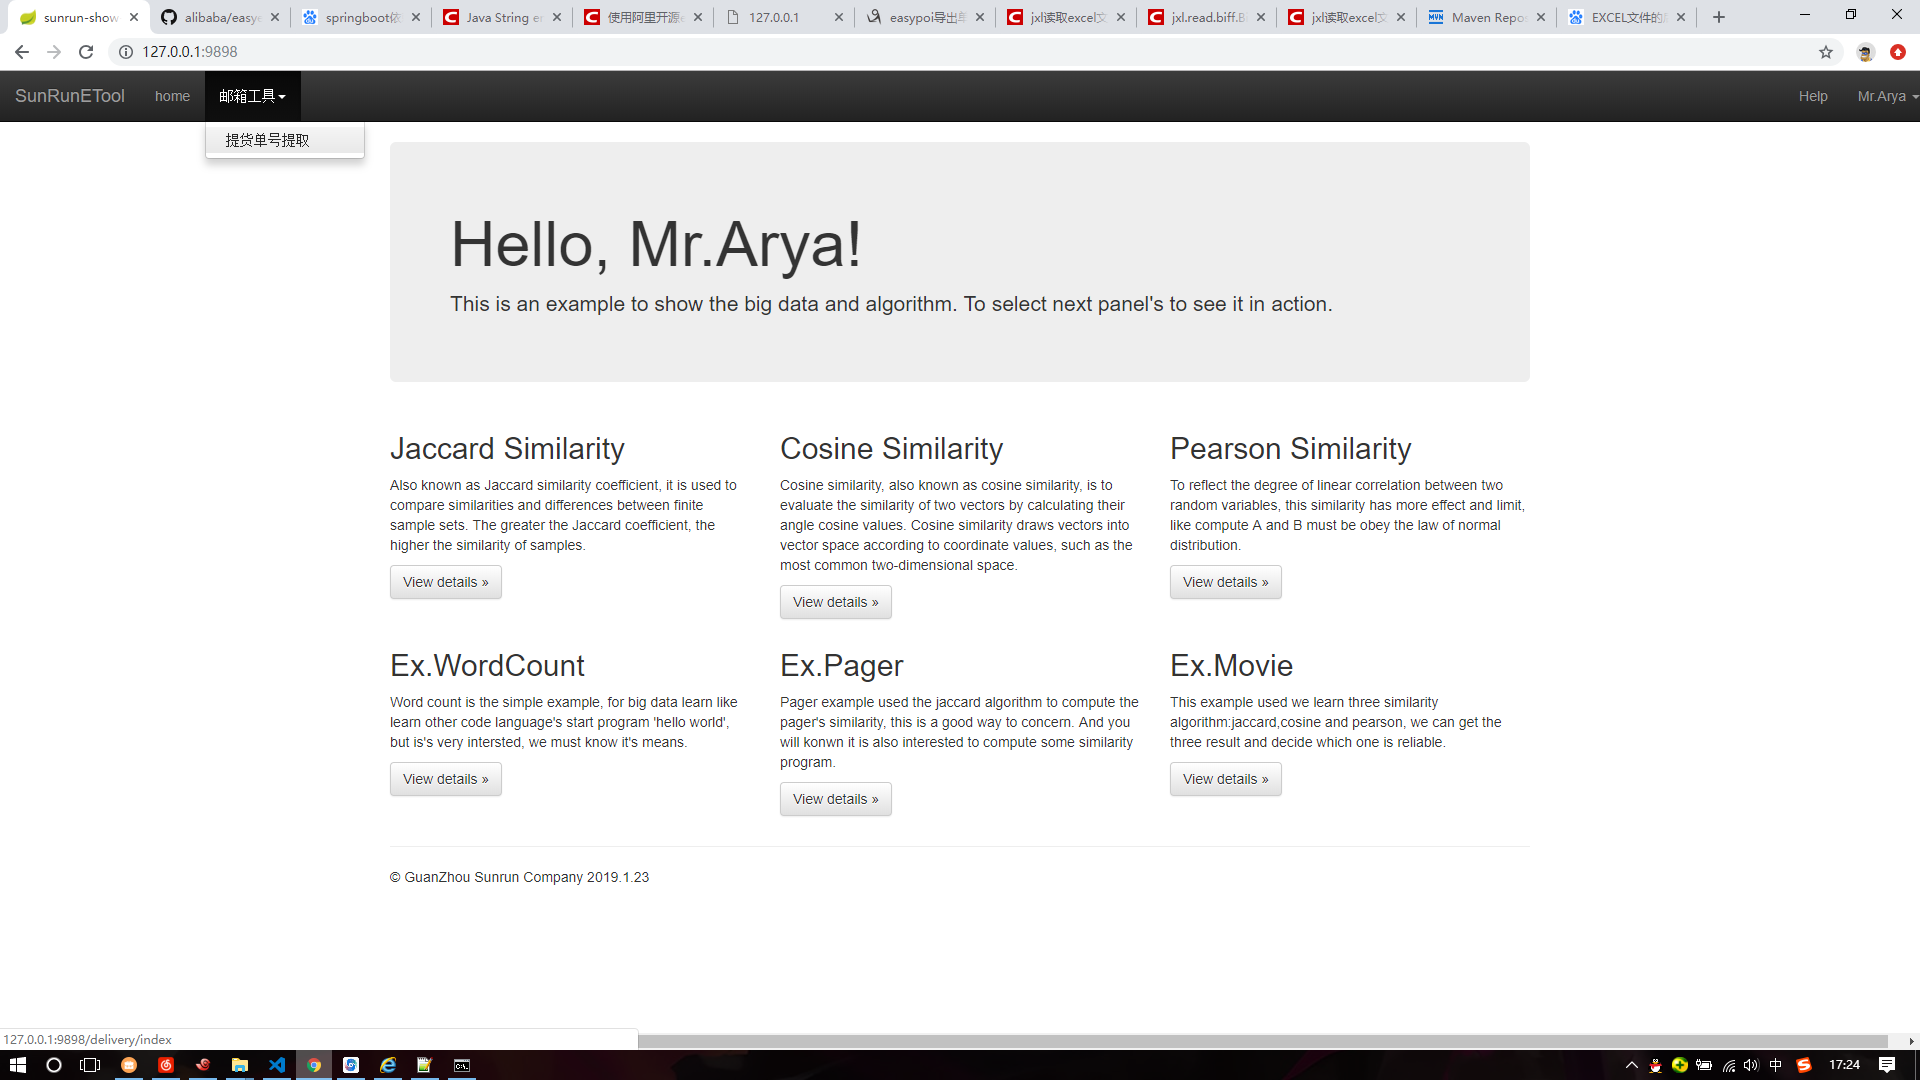 sunrun-show
alibaba/easye
springboot依
Java String e
使用阿里开源
127.0.0.1
easypoi导出单
jxl读取excel文
jxl.read.biff.B
jxl读取excel文
Maven Repo
EXCEL文件的
127.0.0.1:9898
SunRunETool
home
邮箱工具
Help
Mr.Arya
提货单号提取
Hello, Mr.Arya!
This is an example to show the big data and algorithm. To select next panel's to see it in action.
Jaccard Similarity
Also known as Jaccard similarity coefficient, it is used to
compare similarities and differences between finite
sample sets. The greater the Jaccard coefficient, the
higher the similarity of samples.
View details »
Cosine Similarity
Cosine similarity, also known as cosine similarity, is to
evaluate the similarity of two vectors by calculating their
angle cosine values. Cosine similarity draws vectors into
vector space according to coordinate values, such as the
most common two-dimensional space.
View details »
Pearson Similarity
To reflect the degree of linear correlation between two
random variables, this similarity has more effect and limit,
like compute A and B must be obey the law of normal
distribution.
View details »
Ex.WordCount
Word count is the simple example, for big data learn like
learn other code language's start program 'hello world',
but is's very intersted, we must know it's means.
View details »
Ex.Pager
Pager example used the jaccard algorithm to compute the
pager's similarity, this is a good way to concern. And you
will konwn it is also interested to compute some similarity
program.
View details »
Ex.Movie
This example used we learn three similarity
algorithm:jaccard,cosine and pearson, we can get the
three result and decide which one is reliable.
View details »
© GuanZhou Sunrun Company 2019.1.23
127.0.0.1:9898/delivery/index
中
17:24